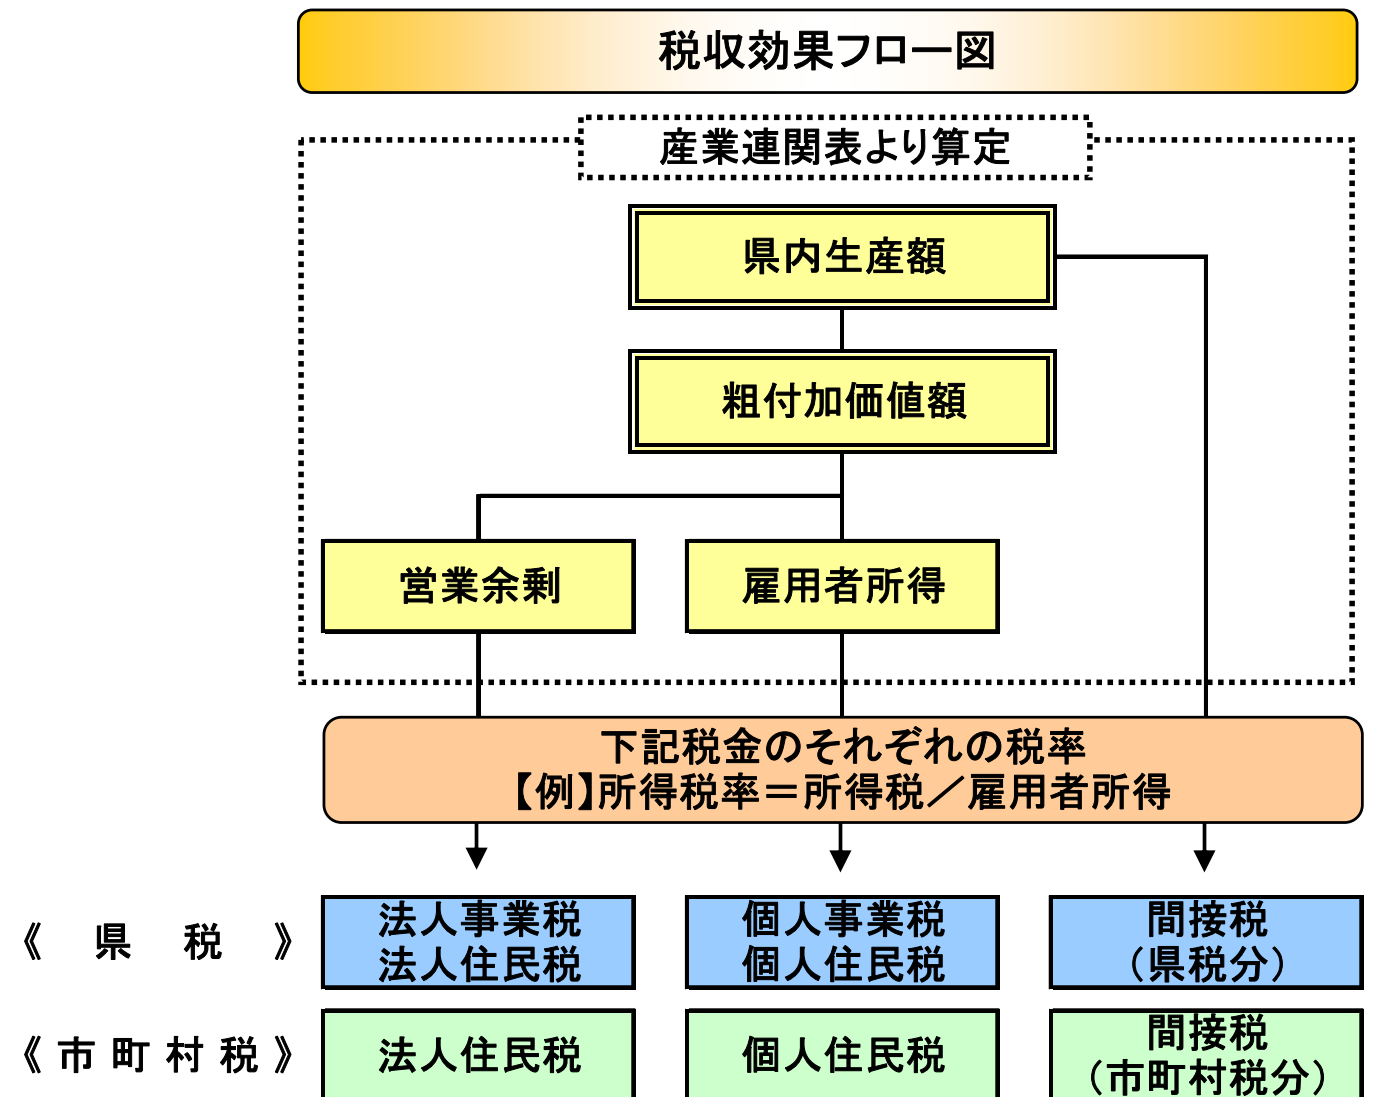 税収効果フロー図
産業連関表より算定
県内生産額
粗付加価値額
営業余剰
雇用者所得
下記税金のそれぞれの税率
【例】所得税率＝所得税／雇用者所得
《 県 税 》
法人事業税
法人住民税
個人事業税
個人住民税
間接税
（県税分）
《 市 町 村 税 》
法人住民税
個人住民税
間接税
（市町村税分）